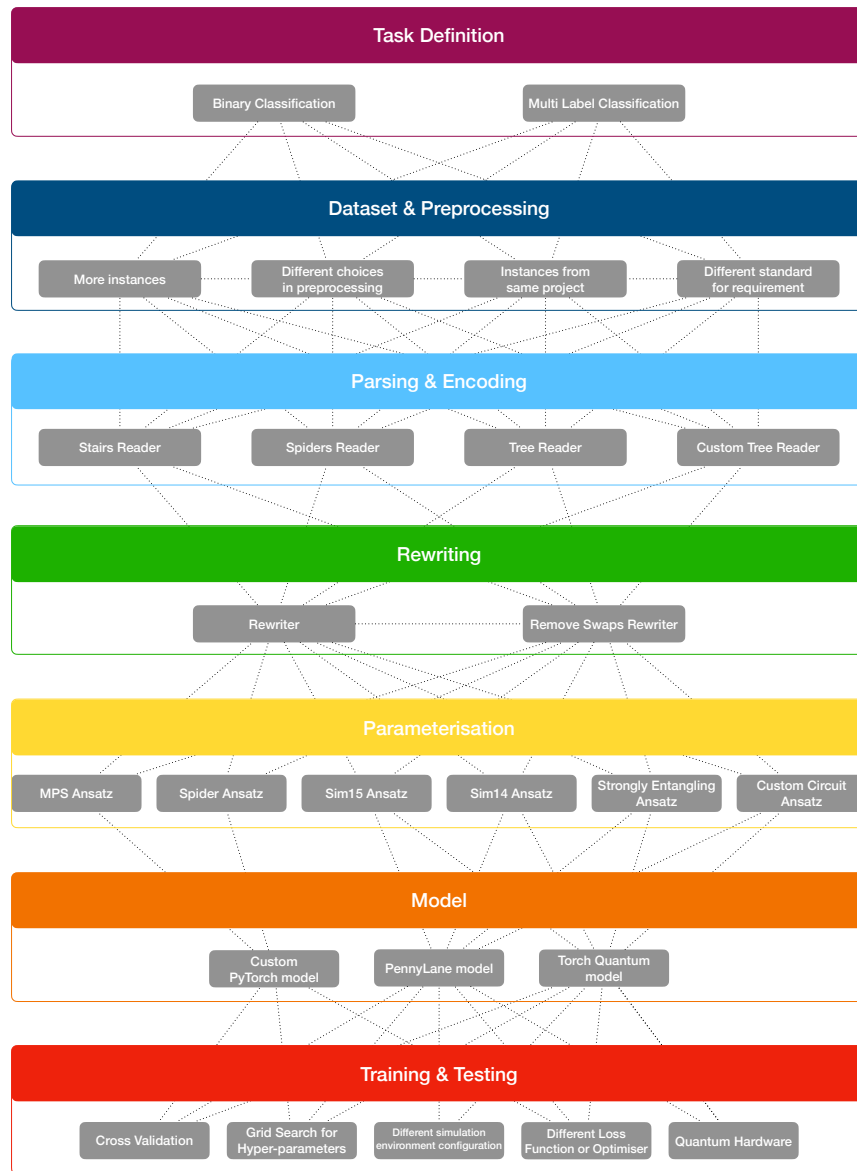 Task Definition
Binary Classification
Multi Label Classification
Dataset & Preprocessing
More instances
Different choices
in preprocessing
Instances from
same project
Different standard
for requirement
Parsing & Encoding
Stairs Reader
Spiders Reader
Tree Reader
Custom Tree Reader
Rewriting
Rewriter
Remove Swaps Rewriter
Parameterisation
MPS Ansatz
Spider Ansatz
Sim15 Ansatz
Sim14 Ansatz
Strongly Entangling
Ansatz
Custom Circuit
Ansatz
Model
Custom
PyTorch model
PennyLane model
Torch Quantum
model
Training & Testing
Cross Validation
Grid Search for
Hyper-parameters
Different simulation
environment configuration
Different Loss
Function or Optimiser
Quantum Hardware